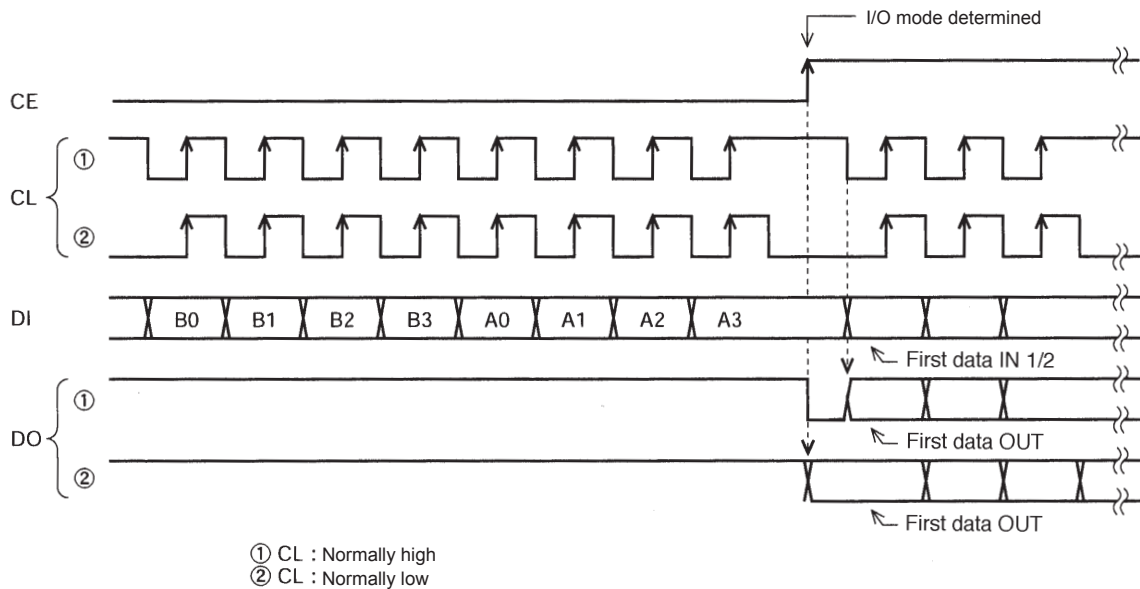 I/O mode determined
CE
CL
①
②
DI B0 B1 B2 B3 A0 A1 A2 A3
First data IN 1/2
DO
①
First data OUT
②
First data OUT
① CL : Normally high
② CL : Normally low